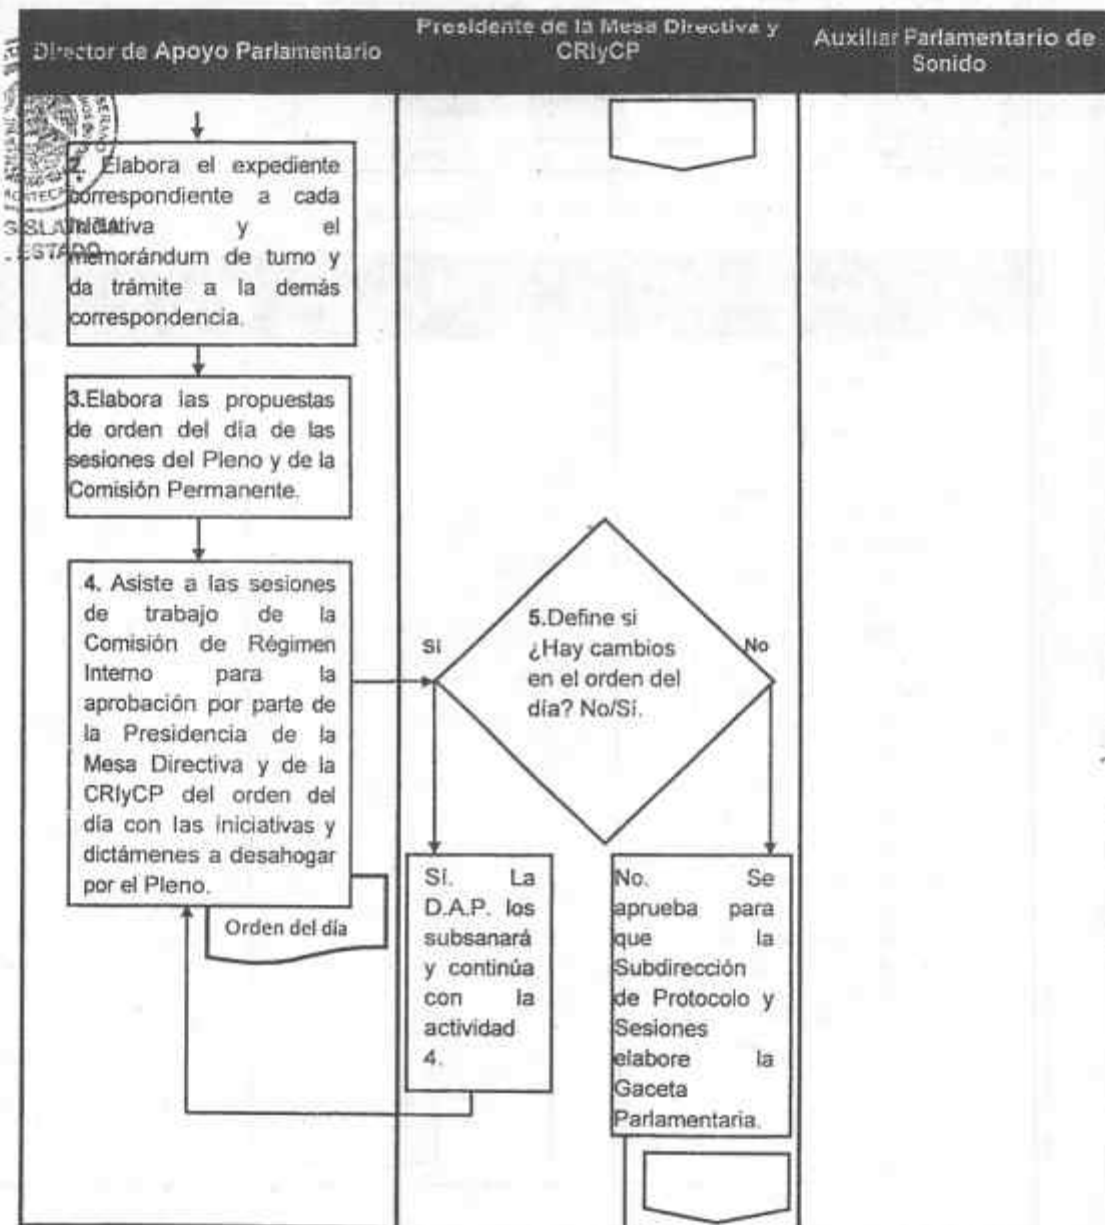 Director de Apoyo Parlamentario
Presidente de la Mesa Directiva y
CRIyCP
Auxiliar Parlamentario de
Sonido
2. Elabora el expediente
correspondiente a cada
iniciativa y el
memorándum de turno y
da trámite a la demás
correspondencia.
ESTADO
3.Elabora las propuestas
de orden del día de las
sesiones del Pleno y de la
Comisión Permanente.
4. Asiste a las sesiones
de trabajo de la
Comisión de Régimen
Interno para la
aprobación por parte de
la Presidencia de la
Mesa Directiva y de la
CRIyCP del orden del
día con las iniciativas y
dictámenes a desahogar
por el Pleno.
Orden del día
Sí
5.Define si
¿Hay cambios
en el orden del
día? No/Sí.
No
Sí. La
D.A.P. los
subsanará
y continúa
con la
actividad
4.
No. Se
aprueba para
que la
Subdirección
de Protocolo y
Sesiones
elabore la
Gaceta
Parlamentaria.